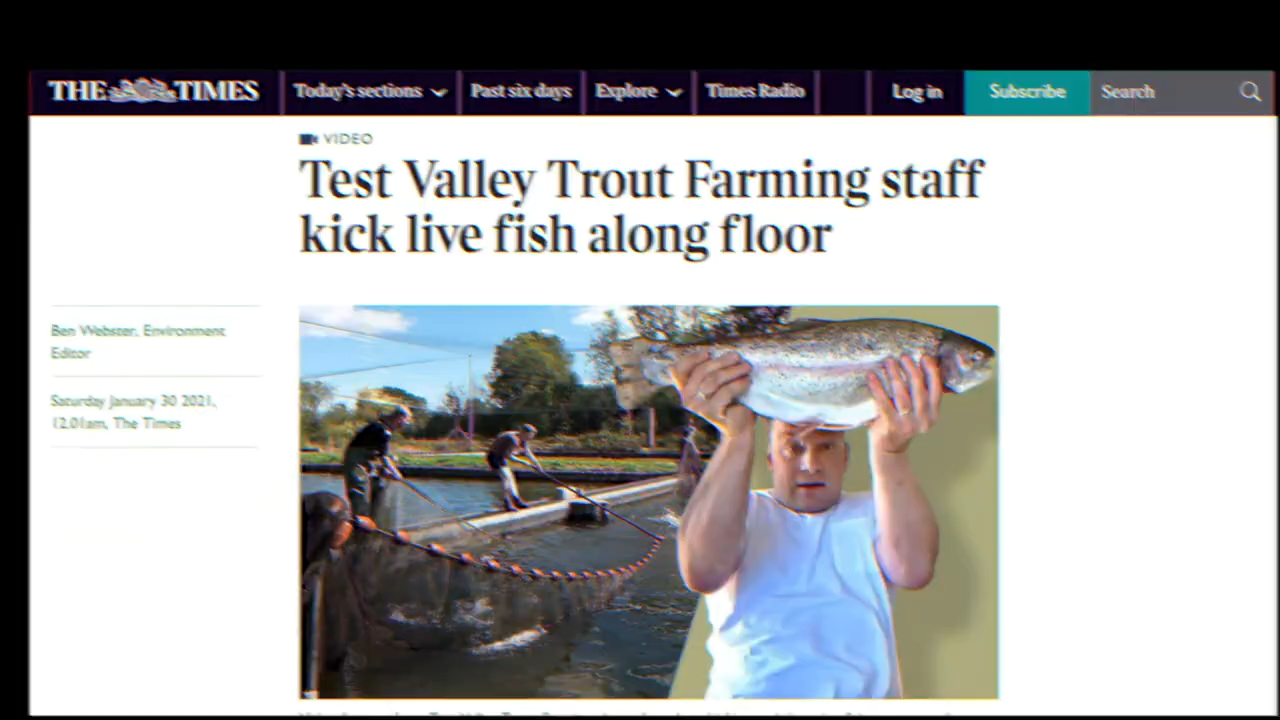 THE TIMES
Today's sections
Past six days
Explore
Times Radio
Log in
Subscribe
Search
VIDEO
Test Valley Trout Farming staff
kick live fish along floor
Ben Webster, Environment
Editor
Saturday January 30 2021,
12.01am, The Times